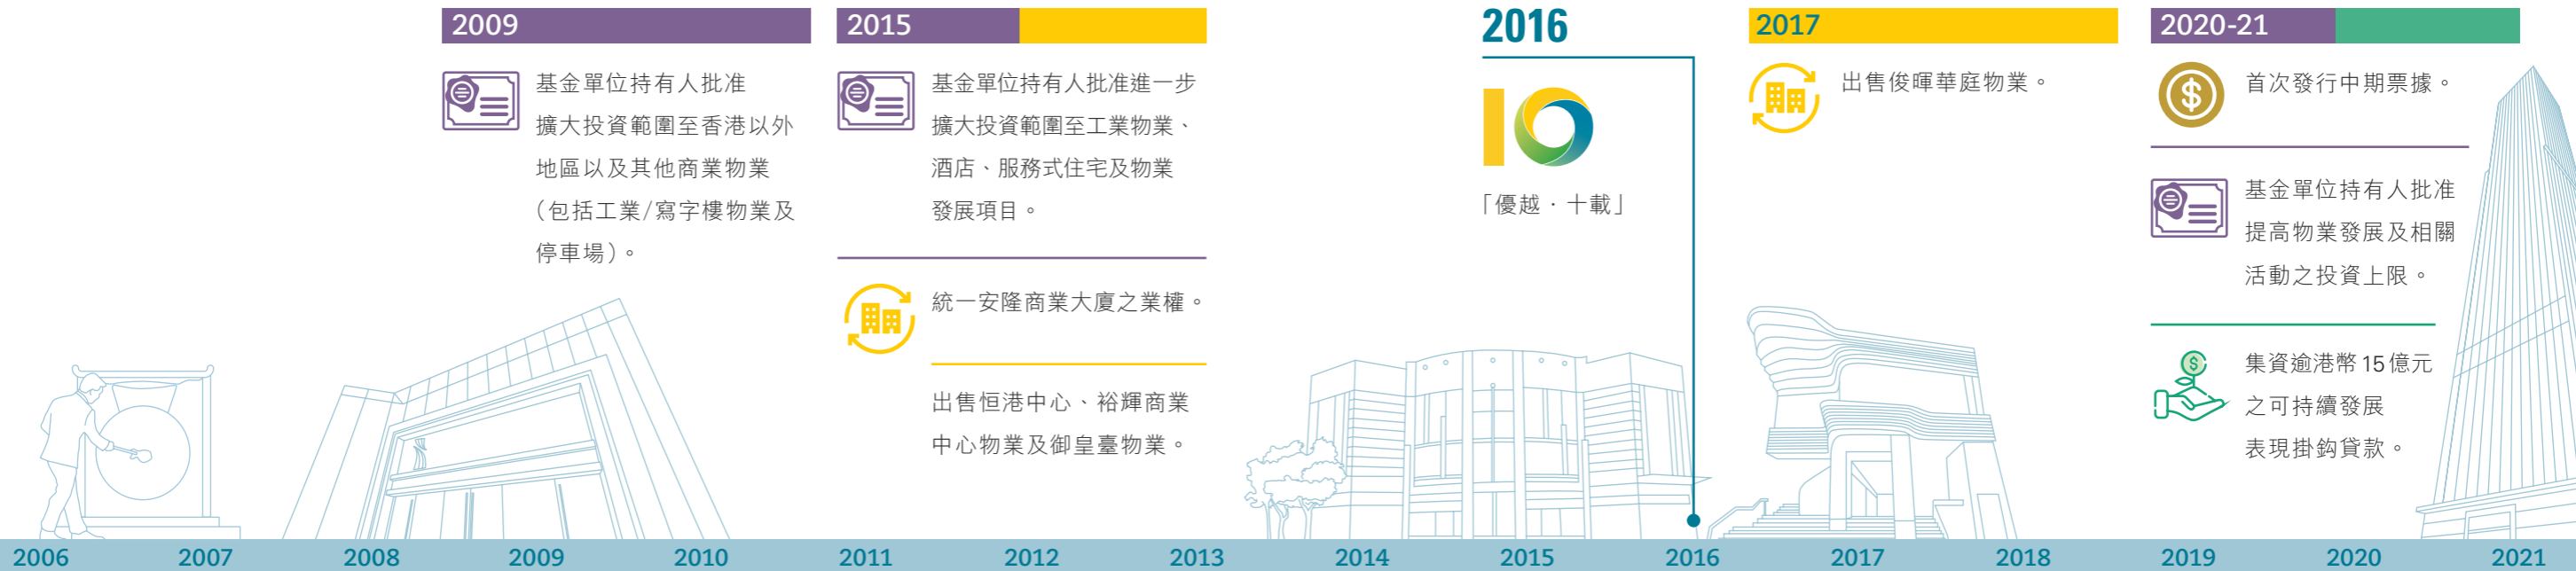 2009
基金單位持有人批准
擴大投資範圍至香港以外
地區以及其他商業物業
（包括工業/寫字樓物業及
停車場）。
2015
基金單位持有人批准進一步
擴大投資範圍至工業物業、
酒店、服務式住宅及物業
發展項目。
統一安隆商業大廈之業權。
出售恒港中心、裕輝商業
中心物業及御皇臺物業。
2016
10
「優越・十載」
2017
出售俊暉華庭物業。
2020-21
首次發行中期票據。
基金單位持有人批准
提高物業發展及相關
活動之投資上限。
集資逾港幣15億元
之可持續發展
表現掛鈎貸款。
2006 2007 2008 2009 2010 2011 2012 2013 2014 2015 2016 2017 2018 2019 2020 2021